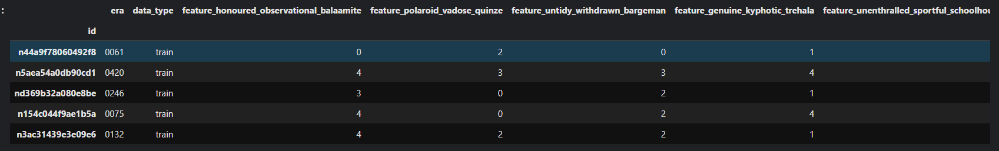 : era data_type feature_honoured_observational_balaamite feature_polaroid_vadose_quinze feature_untidy_withdrawn_bargeman feature_genuine_kyphotic_trehala feature_unenthralled_sportful_schoolhou
id
n44a9f78060492f8 0061 train 0 2 0 1
n5aea54a0db90cd1 0420 train 4 3 3 4
nd369b32a080e8be 0246 train 3 0 2 1
n154c044f9ae1b5a 0075 train 4 0 2 4
n3ac31439e3e09e6 0132 train 4 2 2 1